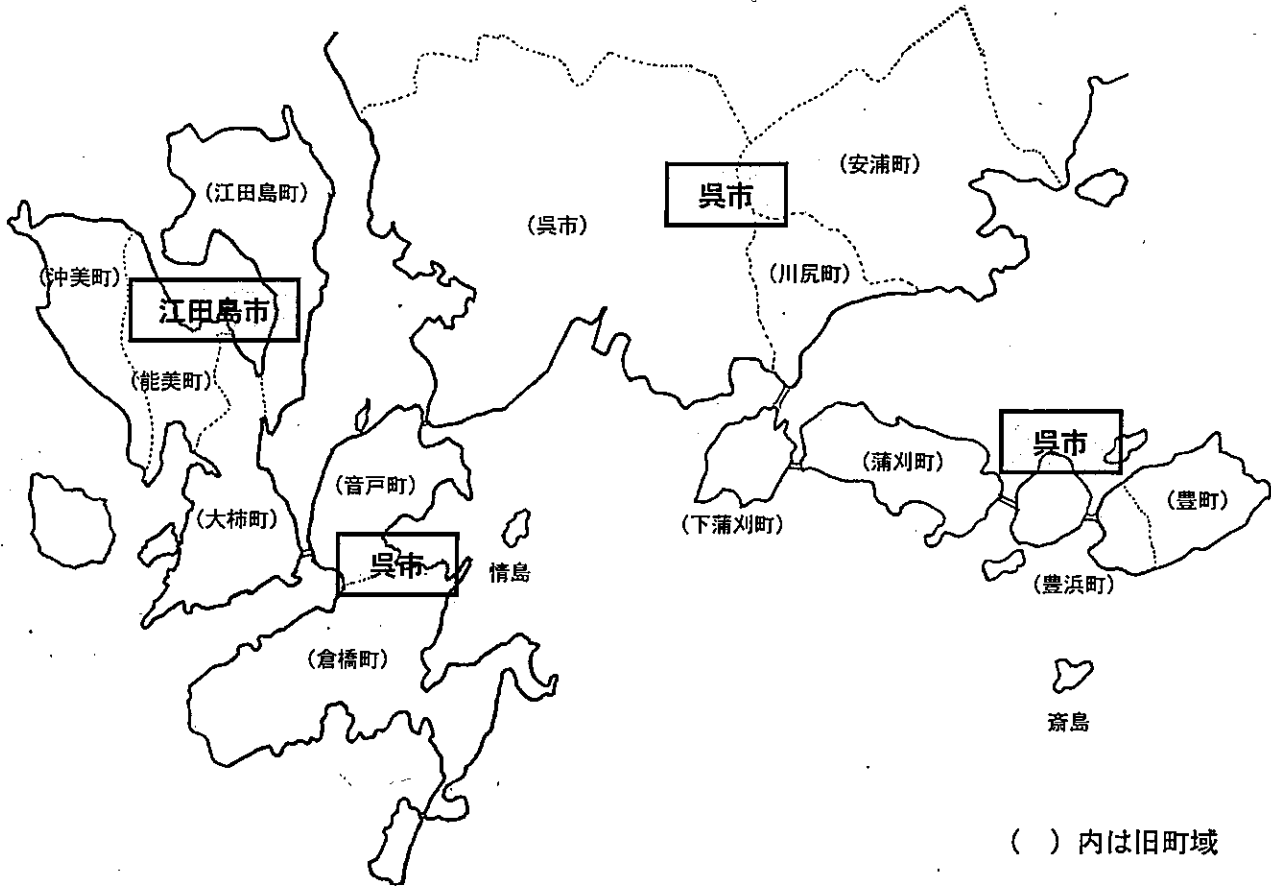 (江田島町)
(沖美町)
江田島市
(能美町)
(大柿町)
(呉市)
呉市
(安浦町)
(川尻町)
(音戸町)
呉市
情島
(倉橋町)
(下蒲刈町)
(蒲刈町)
呉市
(豊町)
(豊浜町)
斎島
( )内は旧町域